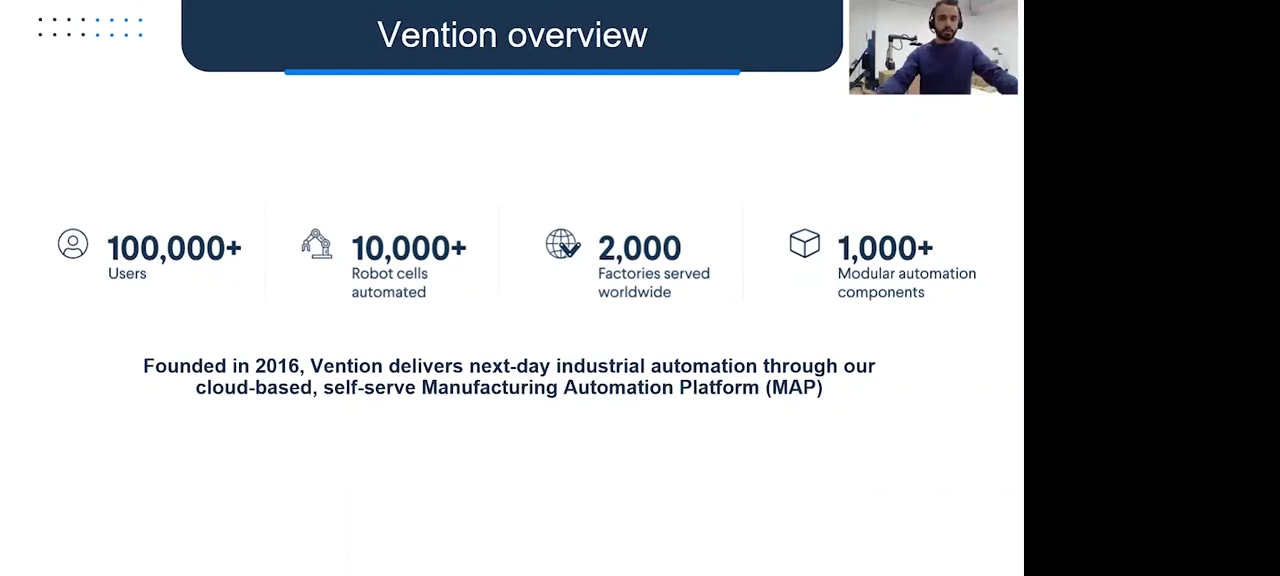 Vention overview
100,000+
Users
10,000+
Robot cells
automated
2,000
Factories served
worldwide
1,000+
Modular automation
components
Founded in 2016, Vention delivers next-day industrial automation through our
cloud-based, self-serve Manufacturing Automation Platform (MAP)